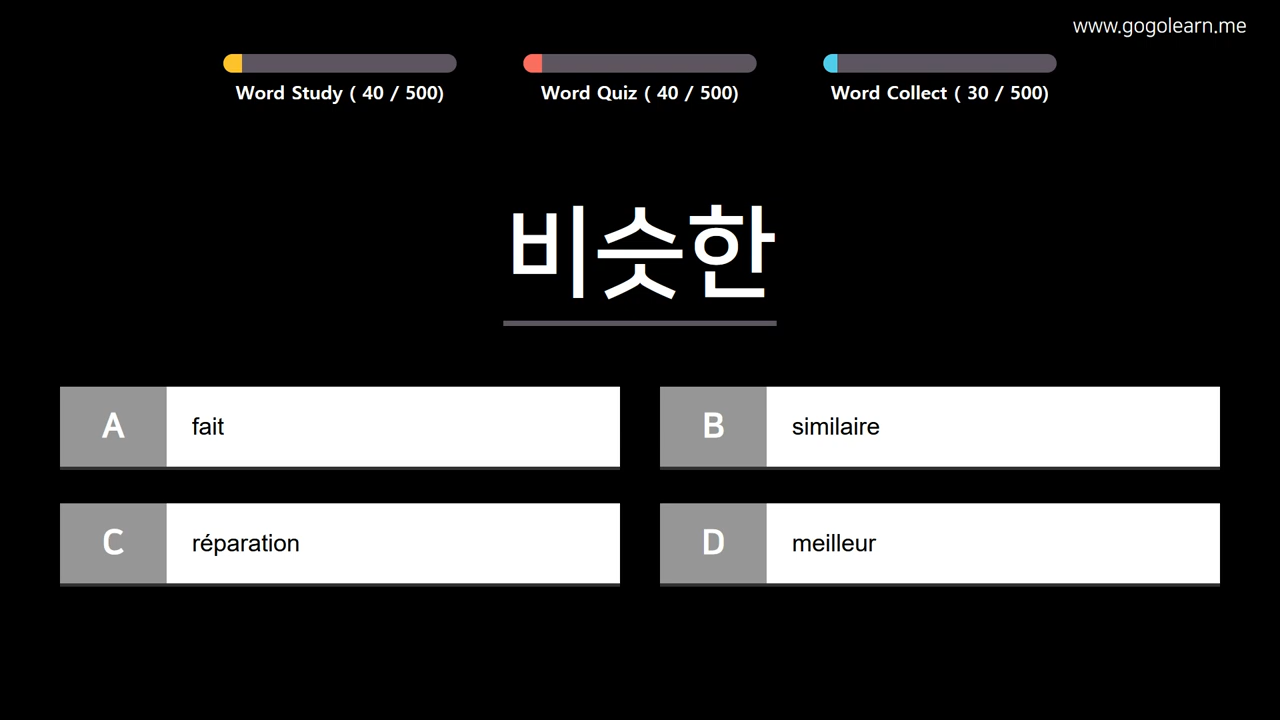 www.gogolearn.me
Word Study ( 40 / 500)
Word Quiz ( 40 / 500)
Word Collect ( 30 / 500)
비슷한
A fait
B similaire
C réparation
D meilleur